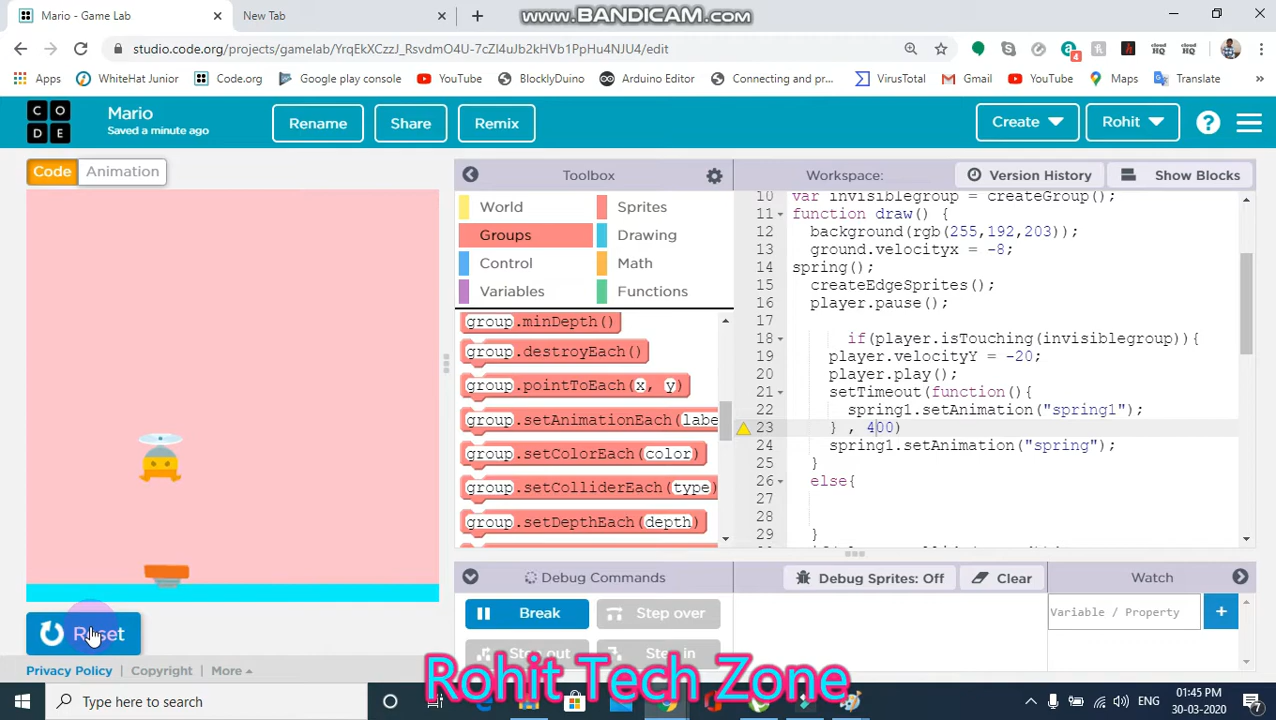 Mario - Game Lab
New Tab
www.BANDICAM.com
studio.code.org/projects/gamelab/YrqEkXCzzJ_RsvdmO4U-7cZl4uJb2kHVb1PpHu4NJU4/edit
4
h
cloud HQ
cloud HQ
Apps
WhiteHat Junior
Code.org
Google play console
YouTube
BlocklyDuino
Arduino Editor
Connecting and pr...
VirusTotal
Gmail
YouTube
Maps
Translate
CODE
Mario
Saved a minute ago
Rename
Share
Remix
Create
Rohit
?
Code
Animation
Toolbox
Workspace:
Version History
Show Blocks
World
Sprites
Groups
Drawing
Control
Math
Variables
Functions
group.minDepth()
group.destroyEach()
group.pointToEach(x, y)
group.setAnimationEach(labe
group.setColorEach(color)
group.setColliderEach(type)
group.setDepthEach(depth)
10 var invisiblegroup = createGroup();
11 function draw() {
12 background(rgb(255,192,203));
13 ground.velocityx = -8;
14 spring();
15 createEdgeSprites();
16 player.pause();
17
18 if(player.isTouching(invisiblegroup)){
19 player.velocityY = -20;
20 player.play();
21 setTimeout(function(){
22 spring1.setAnimation("spring1");
23 } , 400)
24 spring1.setAnimation("spring");
25 }
26 else{
27
28
29 }
Reset
Privacy Policy
Copyright
More
Debug Commands
Debug Sprites: Off
Clear
Watch
Break
Step over
Step out
Step in
Variable / Property
+
Rohit Tech Zone
Type here to search
ENG
01:45 PM
30-03-2020
7